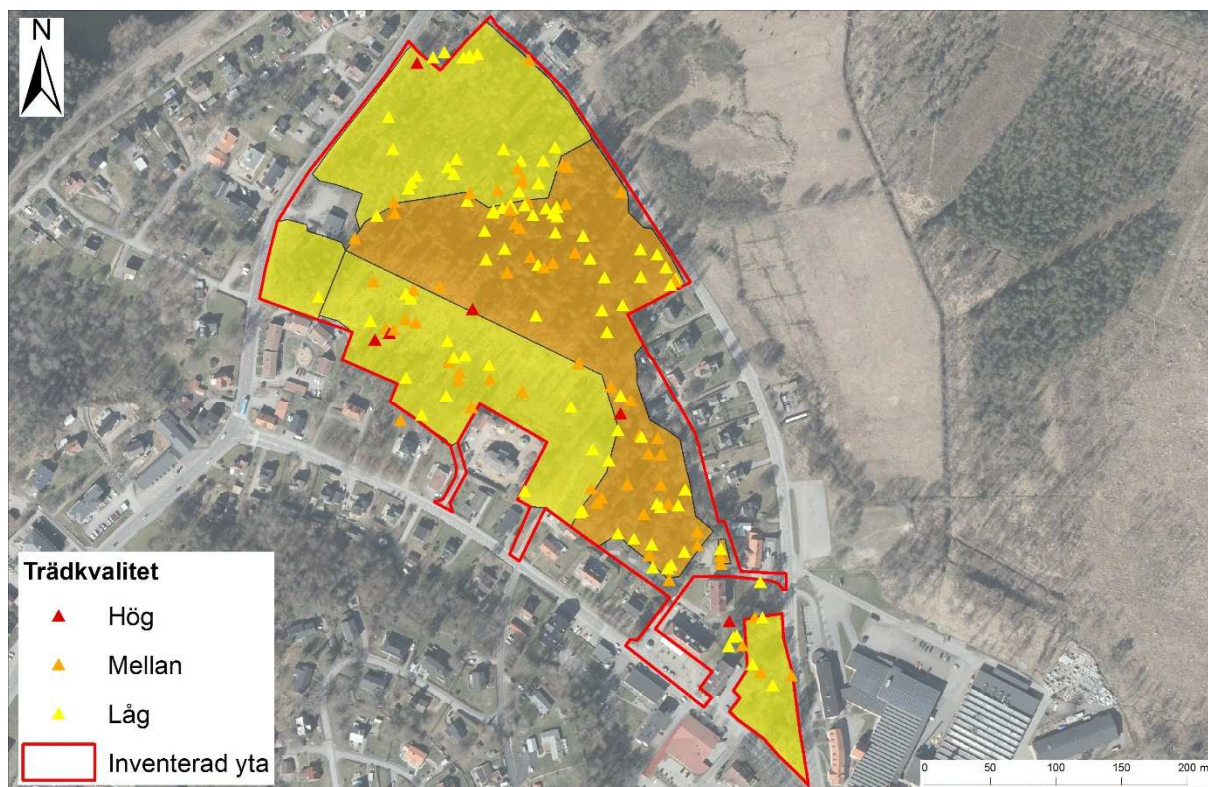 N
Trädkvalitet
Hög
Mellan
Låg
Inventerad yta
0 50 100 150 200 m